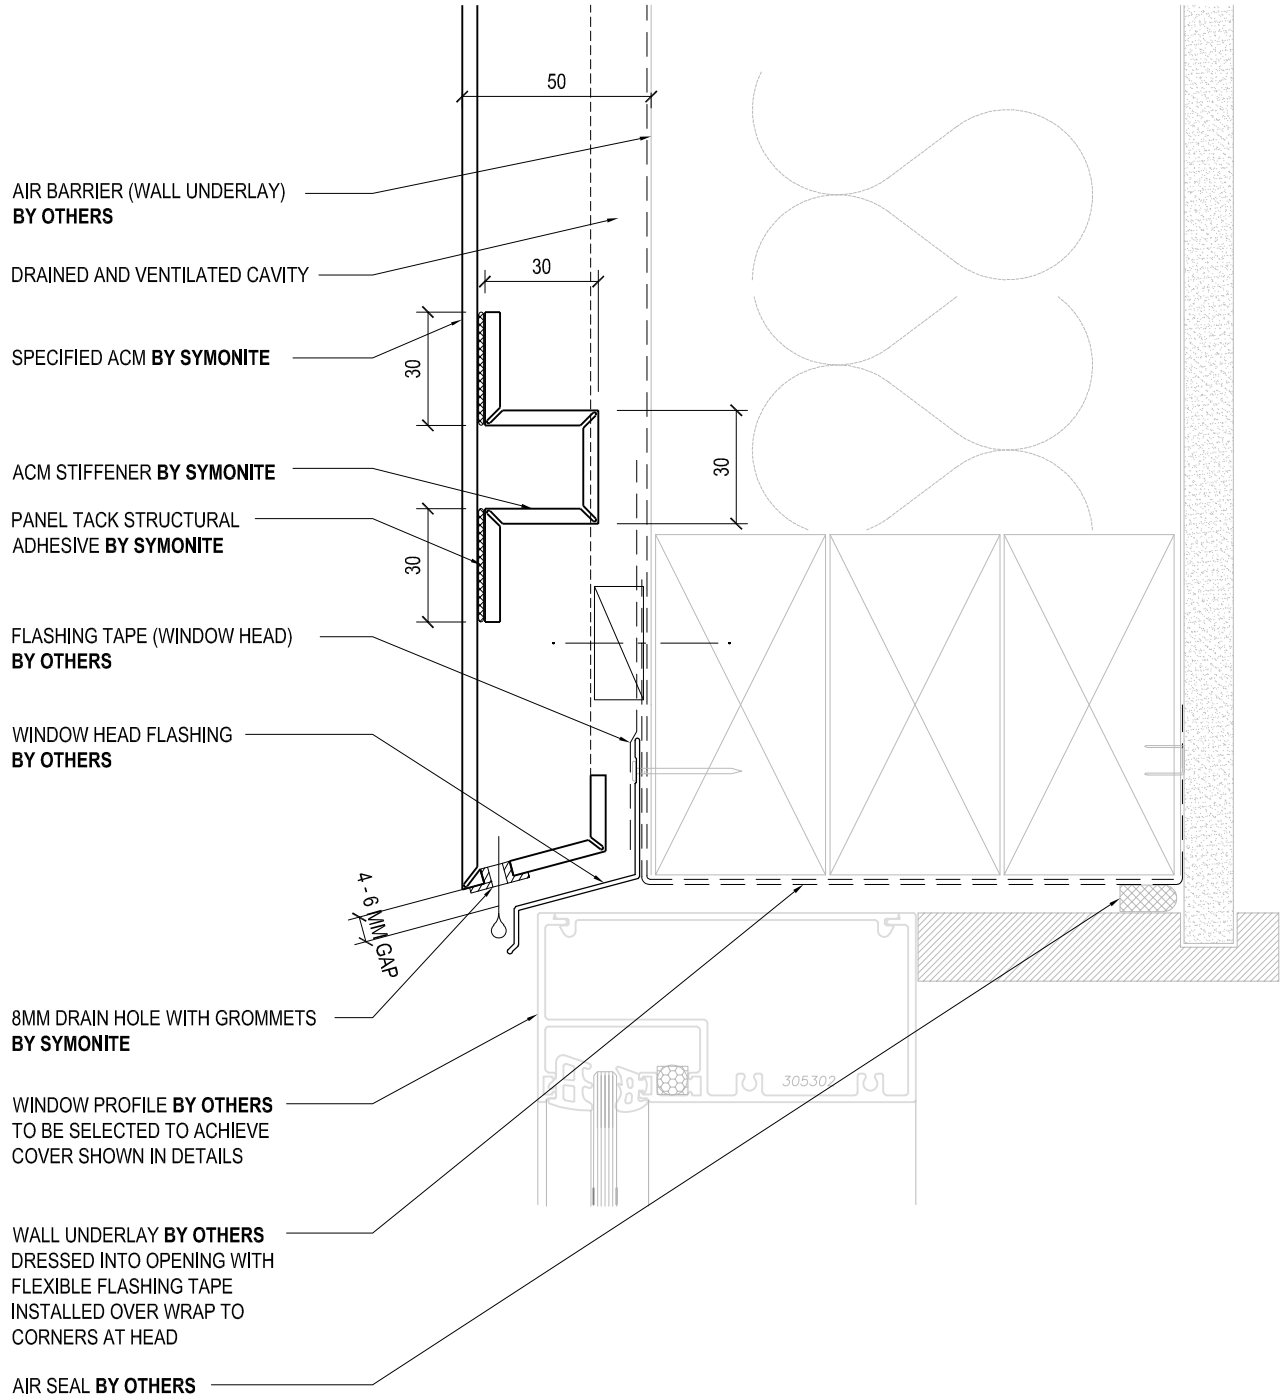 50
AIR BARRIER (WALL UNDERLAY)
BY OTHERS
DRAINED AND VENTILATED CAVITY
30
SPECIFIED ACM BY SYMONITE
30
ACM STIFFENER BY SYMONITE
30
PANEL TACK STRUCTURAL
ADHESIVE BY SYMONITE
30
FLASHING TAPE (WINDOW HEAD)
BY OTHERS
WINDOW HEAD FLASHING
BY OTHERS
4 - 6 MM GAP
8MM DRAIN HOLE WITH GROMMETS
BY SYMONITE
305302
WINDOW PROFILE BY OTHERS
TO BE SELECTED TO ACHIEVE
COVER SHOWN IN DETAILS
WALL UNDERLAY BY OTHERS
DRESSED INTO OPENING WITH
FLEXIBLE FLASHING TAPE
INSTALLED OVER WRAP TO
CORNERS AT HEAD
AIR SEAL BY OTHERS